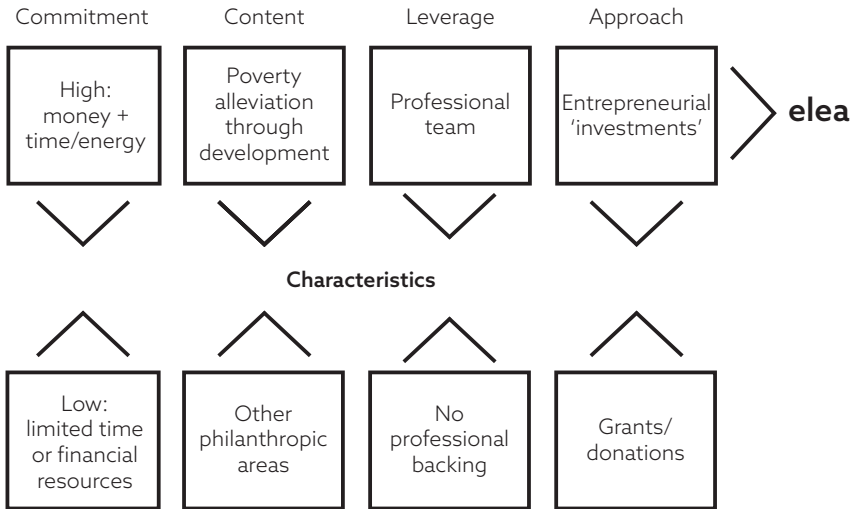 Commitment
Content
Leverage
Approach
High:
money +
time/energy
Poverty
alleviation
through
development
Professional
team
Entrepreneurial
‘investments’
elea
Characteristics
Low:
limited time
or financial
resources
Other
philanthropic
areas
No
professional
backing
Grants/
donations